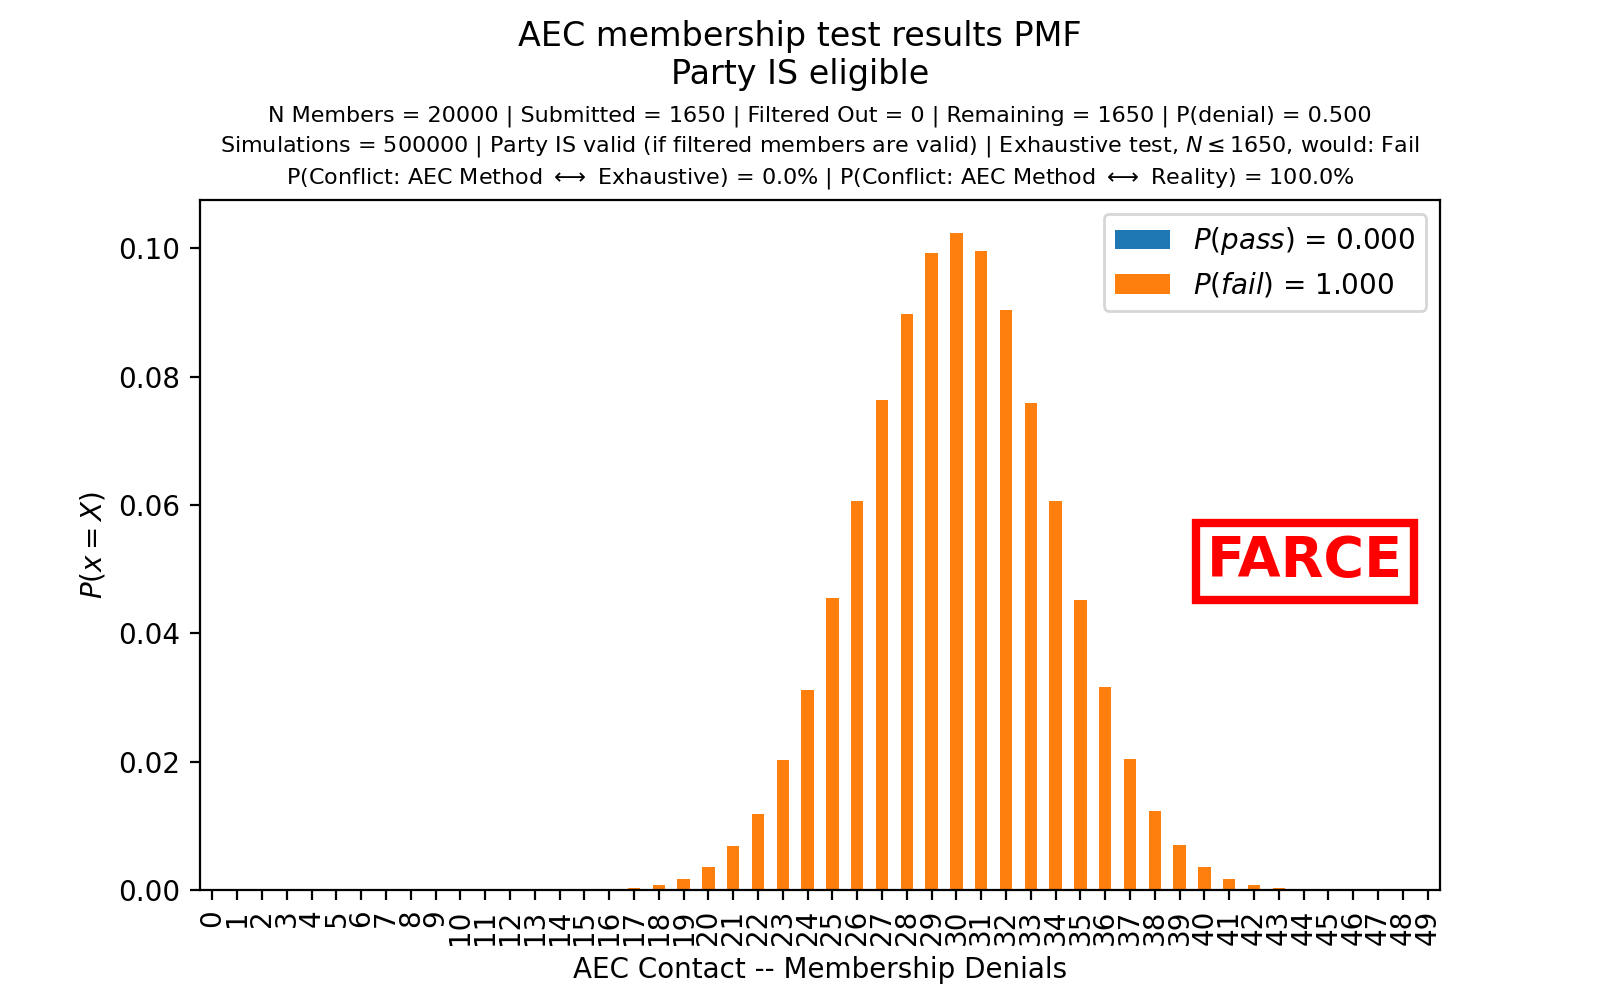 AEC membership test results PMF
Party IS eligible
N Members = 20000 | Submitted = 1650 | Filtered Out = 0 | Remaining = 1650 | P(denial) = 0.500
Simulations = 500000 | Party IS valid (if filtered members are valid) | Exhaustive test, N ≤ 1650, would: Fail
P(Conflict: AEC Method ⟷ Exhaustive) = 0.0% | P(Conflict: AEC Method ⟷ Reality) = 100.0%
P(pass) = 0.000
P(fail) = 1.000
FARCE
P(x = X)
0.10
0.08
0.06
0.04
0.02
0.00
0 1 2 3 4 5 6 7 8 9 10 11 12 13 14 15 16 17 18 19 20 21 22 23 24 25 26 27 28 29 30 31 32 33 34 35 36 37 38 39 40 41 42 43 44 45 46 47 48 49
AEC Contact -- Membership Denials